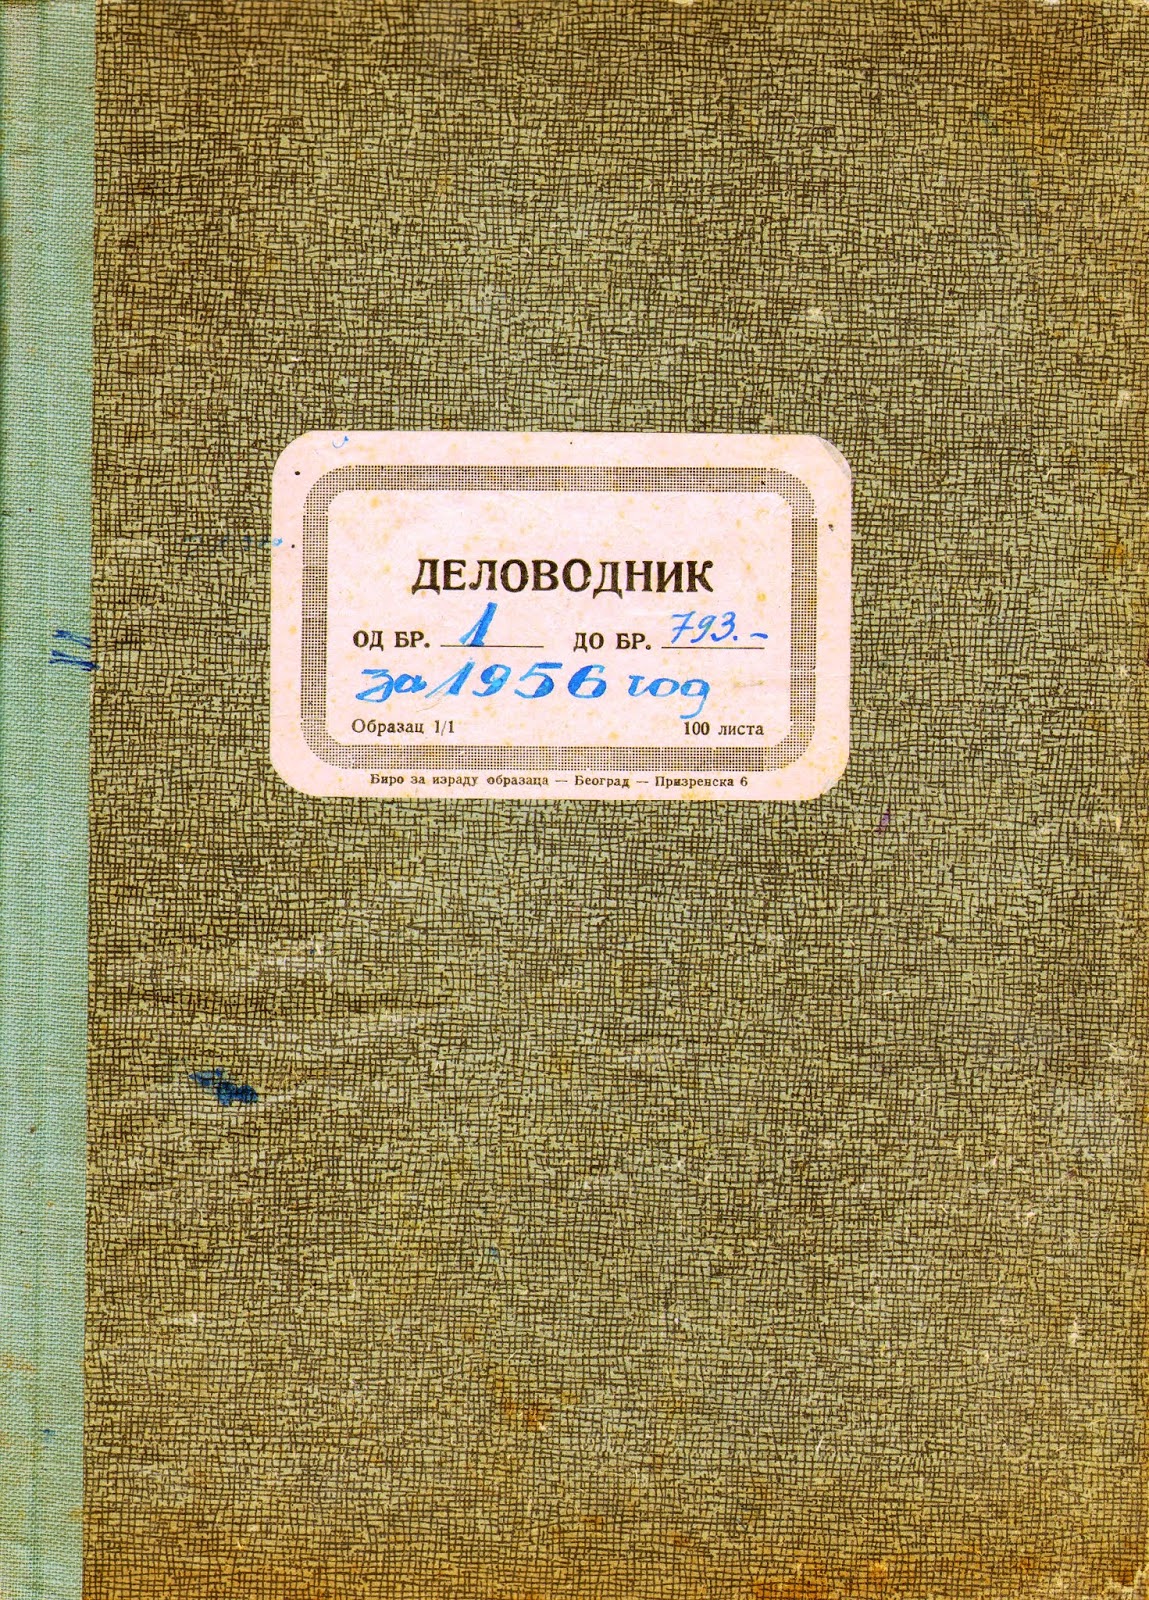 ДЕЛОВОДНИК
ОД БР. 1 ДО БР. 793.-
за 1956 год
Образац 1/1 100 листа
Биро за израду образаца — Београд — Призренска 6